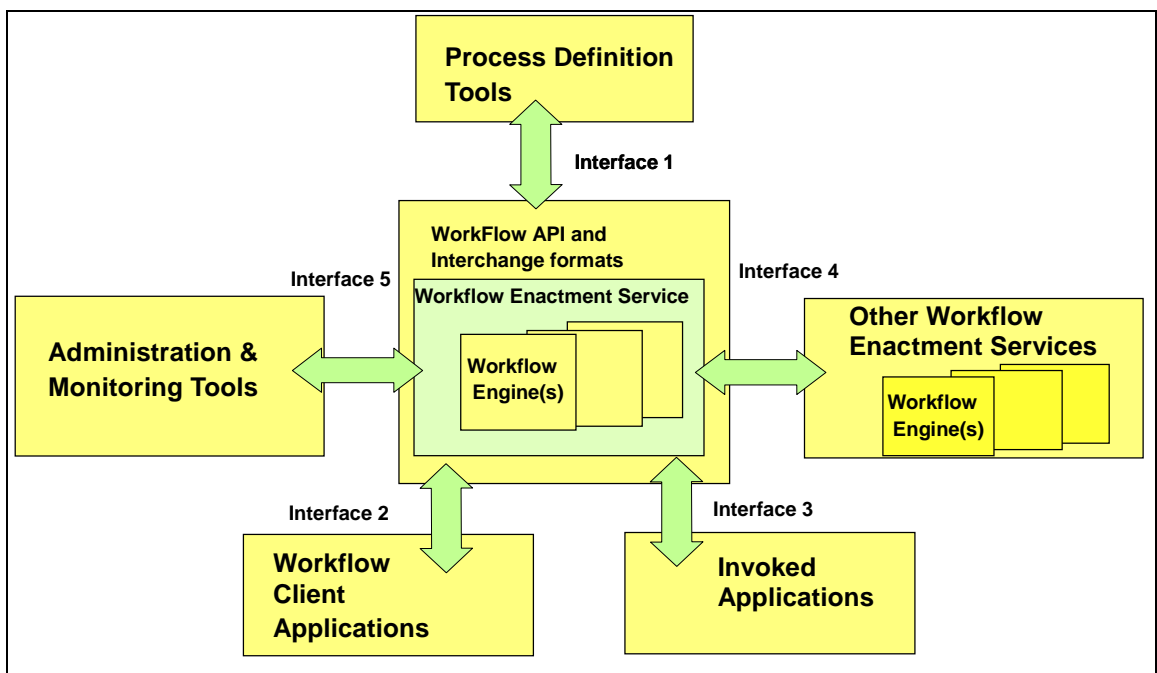 Process Definition
Tools
Interface 1
WorkFlow API and
Interchange formats
Interface 5
Interface 4
Workflow Enactment Service
Administration &
Monitoring Tools
Workflow
Engine(s)
Other Workflow
Enactment Services
Workflow
Engine(s)
Interface 2
Interface 3
Workflow
Client
Applications
Invoked
Applications